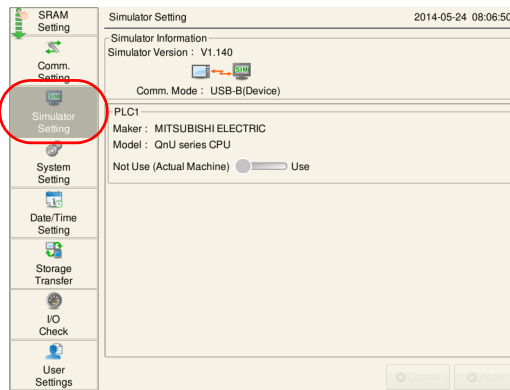 SRAM
Setting
Comm.
Setting
Simulator
Setting
System
Setting
Date/Time
Setting
Storage
Transfer
I/O
Check
User
Settings
Simulator Setting
2014-05-24 08:06:50
Simulator Information
Simulator Version : V1.140
SIM
Comm. Mode : USB-B(Device)
PLC1
Maker : MITSUBISHI ELECTRIC
Model : QnU series CPU
Not Use (Actual Machine) Use
Cancel
Apply